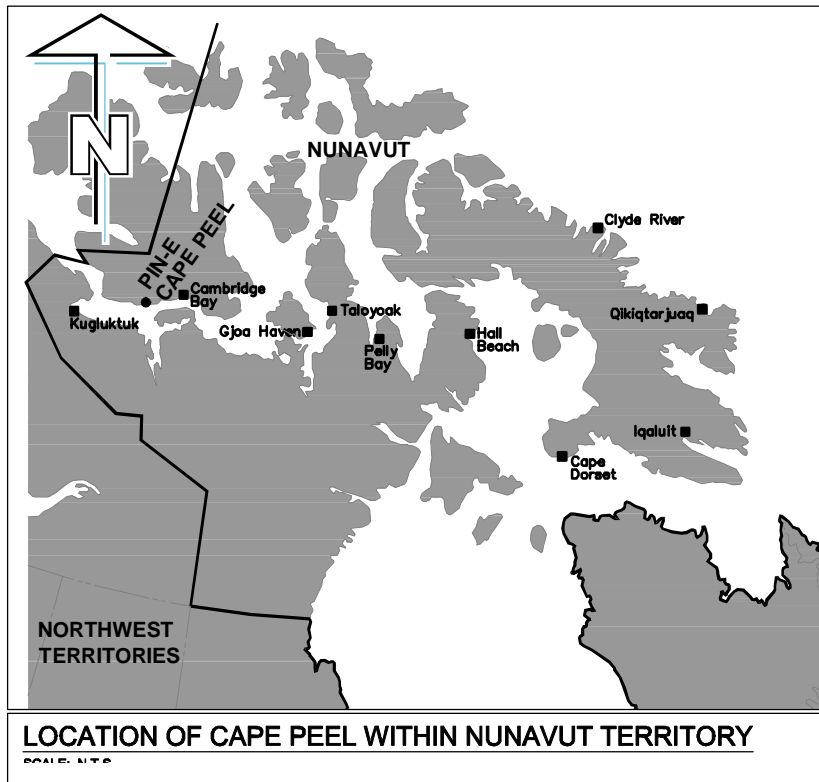 N
NUNAVUT
Clyde River
PIN-E
CAPE PEEL
Cambridge
Bay
Kugluktuk
Gjoa Haven
Taloyoak
Pelly
Bay
Hall
Beach
Qikiqtarjuaq
Iqaluit
Cape
Dorset
NORTHWEST
TERRITORIES
LOCATION OF CAPE PEEL WITHIN NUNAVUT TERRITORY
SCALE: N.T.S.